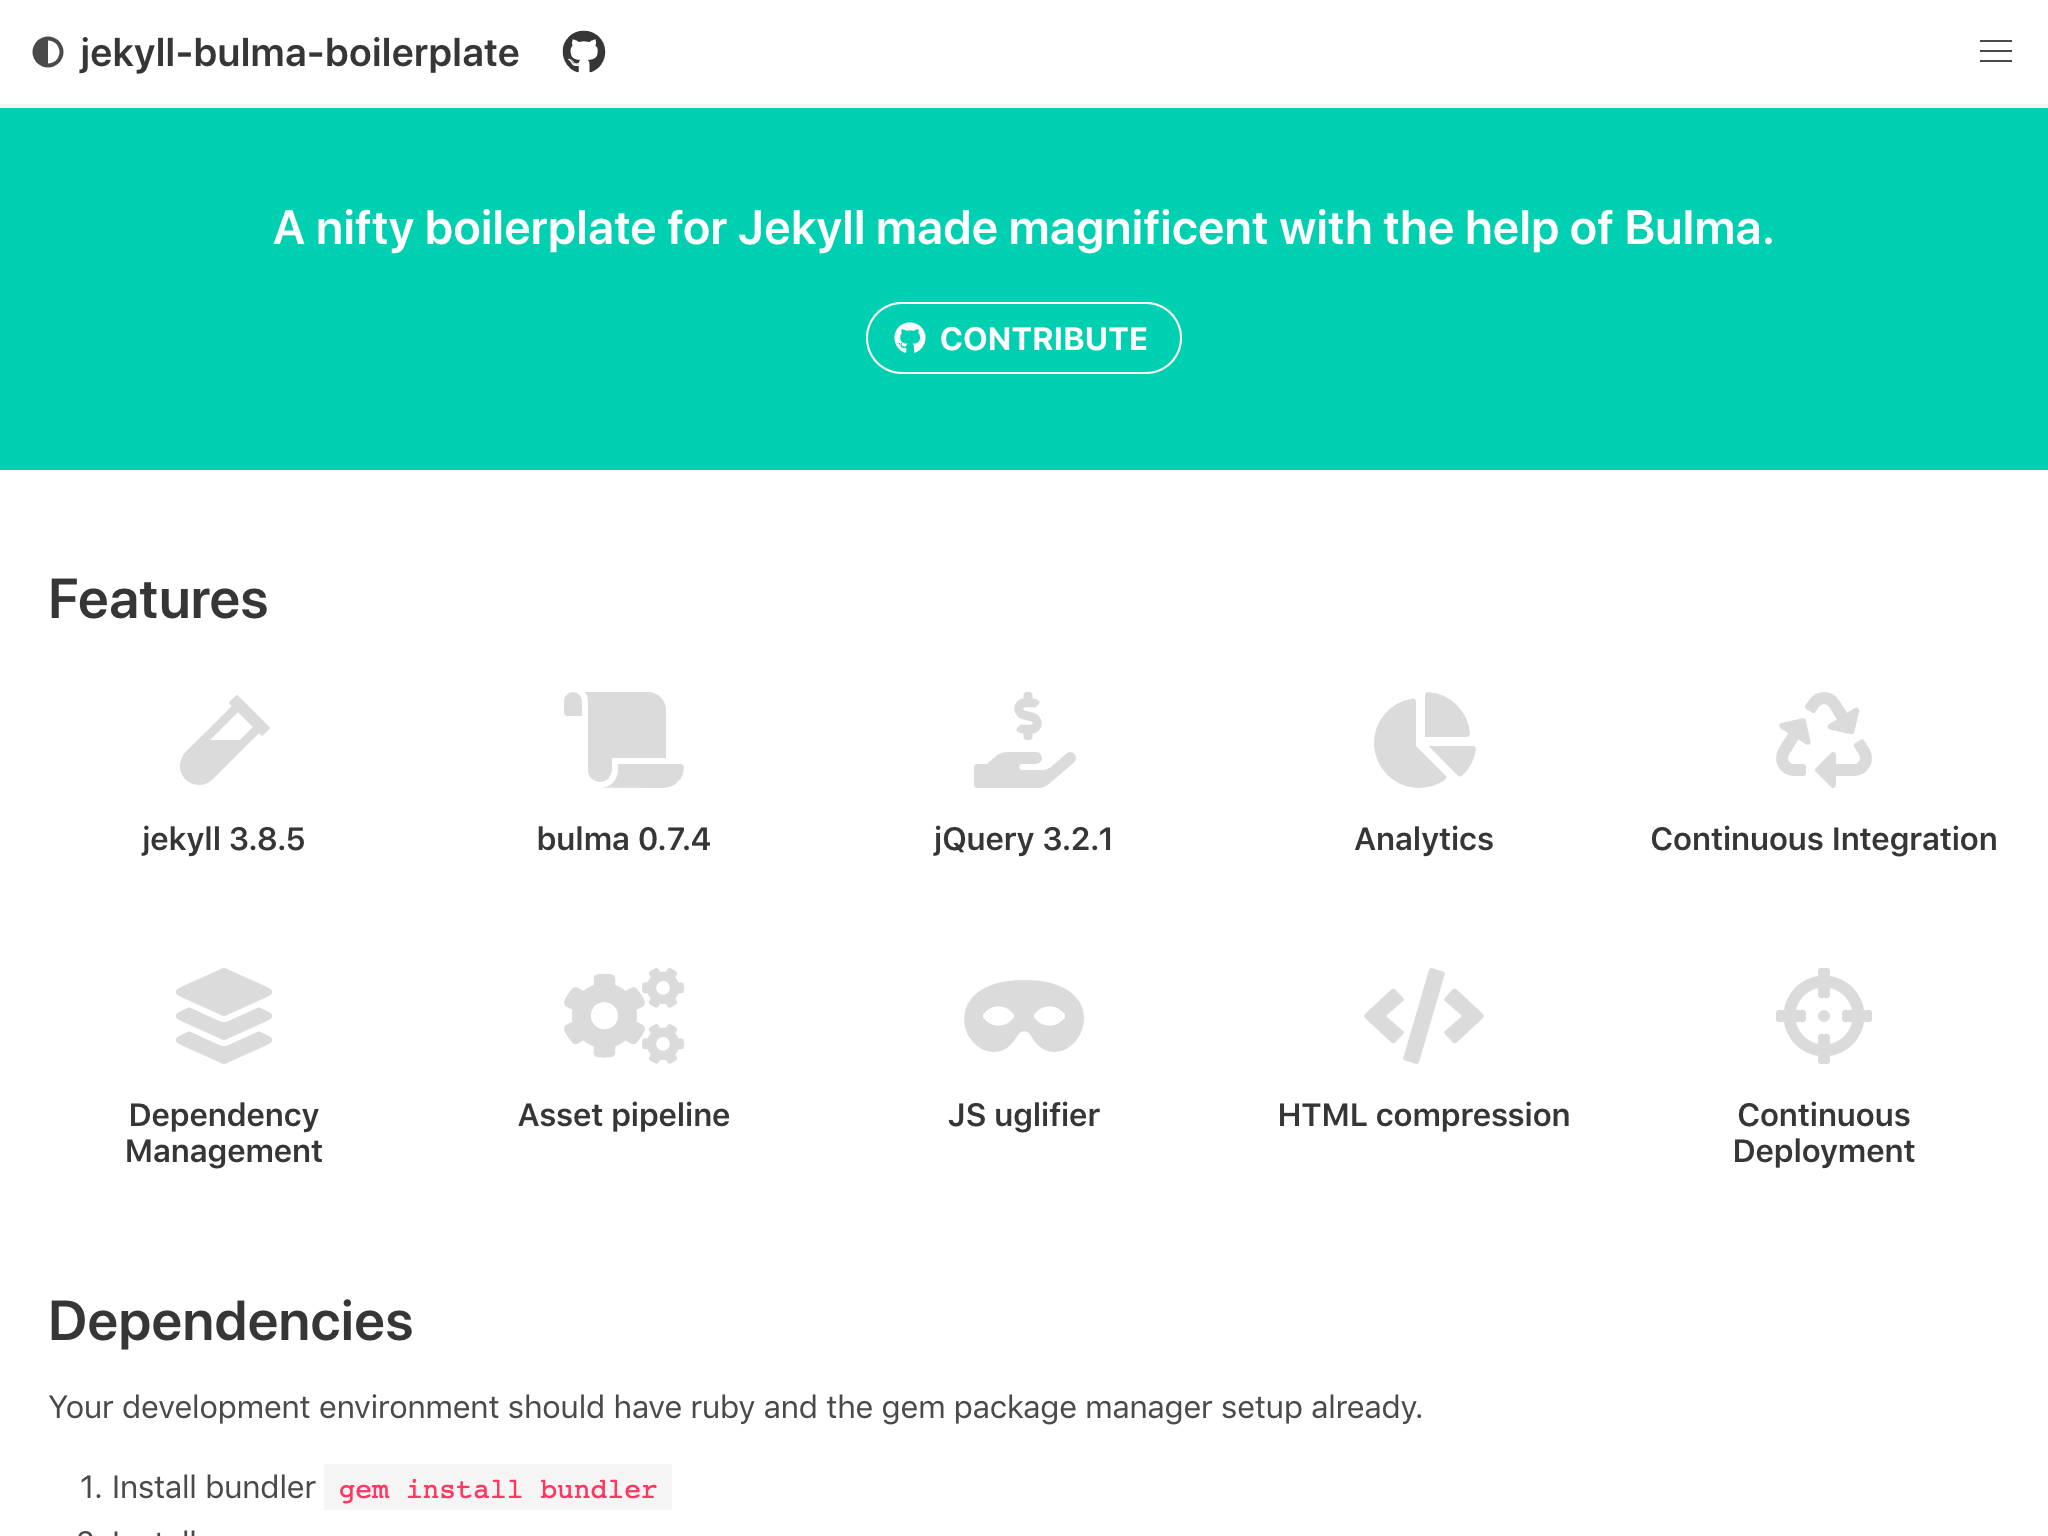 jekyll-bulma-boilerplate
A nifty boilerplate for Jekyll made magnificent with the help of Bulma.
CONTRIBUTE
Features
jekyll 3.8.5
bulma 0.7.4
jQuery 3.2.1
Analytics
Continuous Integration
Dependency
Management
Asset pipeline
JS uglifier
HTML compression
Continuous
Deployment
Dependencies
Your development environment should have ruby and the gem package manager setup already.
1. Install bundler gem install bundler